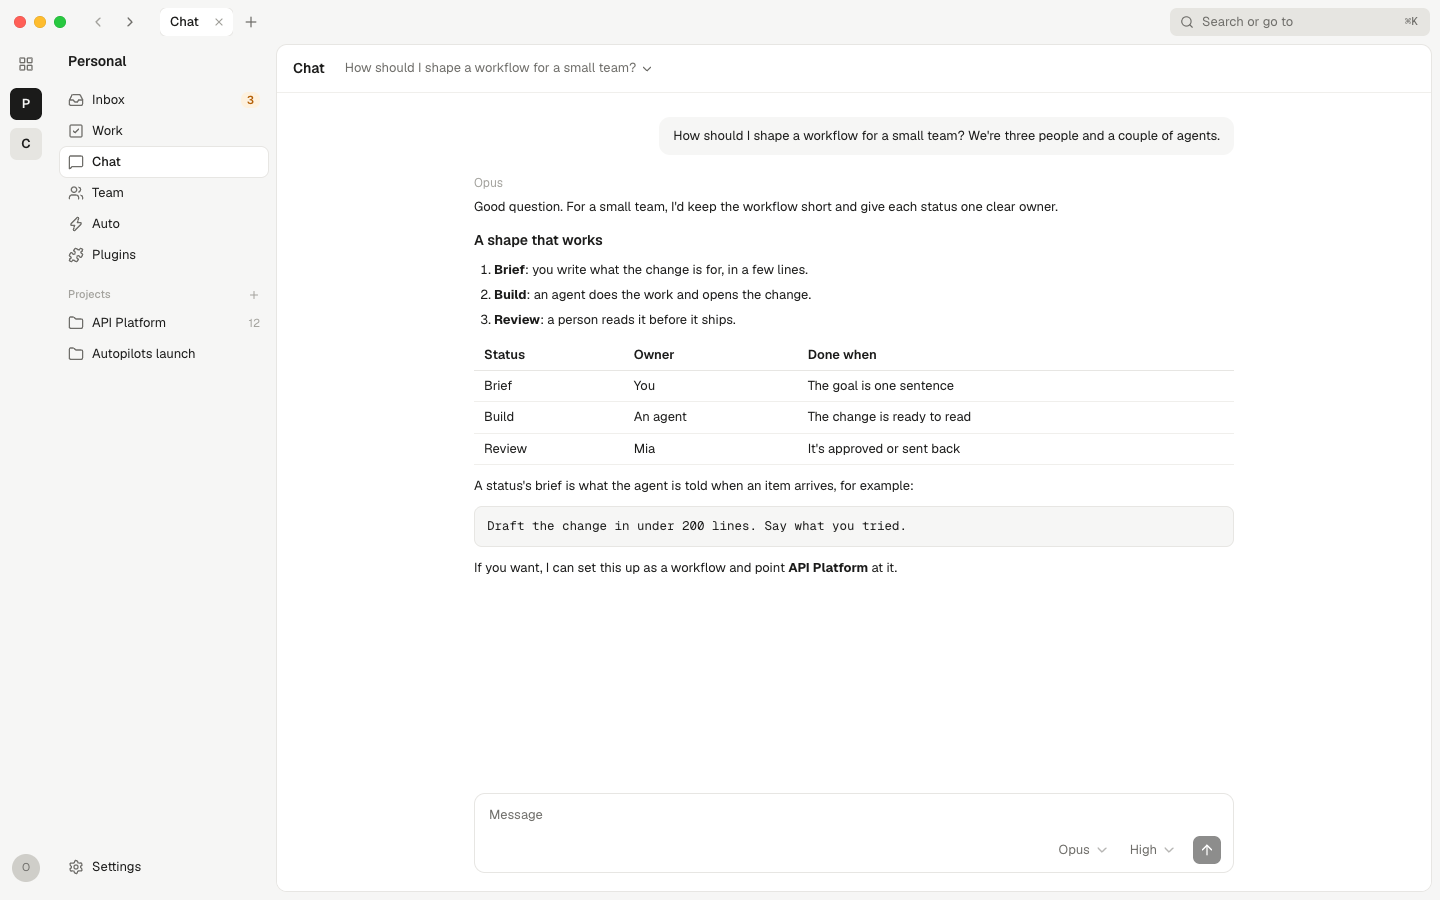 Chat
Search or go to
⌘K
Personal
P
C
Inbox
3
Work
Chat
Team
Auto
Plugins
Projects
API Platform
12
Autopilots launch
O
Settings
Chat
How should I shape a workflow for a small team?
How should I shape a workflow for a small team? We're three people and a couple of agents.
Opus
Good question. For a small team, I'd keep the workflow short and give each status one clear owner.
A shape that works
1. Brief: you write what the change is for, in a few lines.
2. Build: an agent does the work and opens the change.
3. Review: a person reads it before it ships.
Status Owner Done when
Brief You The goal is one sentence
Build An agent The change is ready to read
Review Mia It's approved or sent back
A status's brief is what the agent is told when an item arrives, for example:
Draft the change in under 200 lines. Say what you tried.
If you want, I can set this up as a workflow and point API Platform at it.
Message
Opus
High